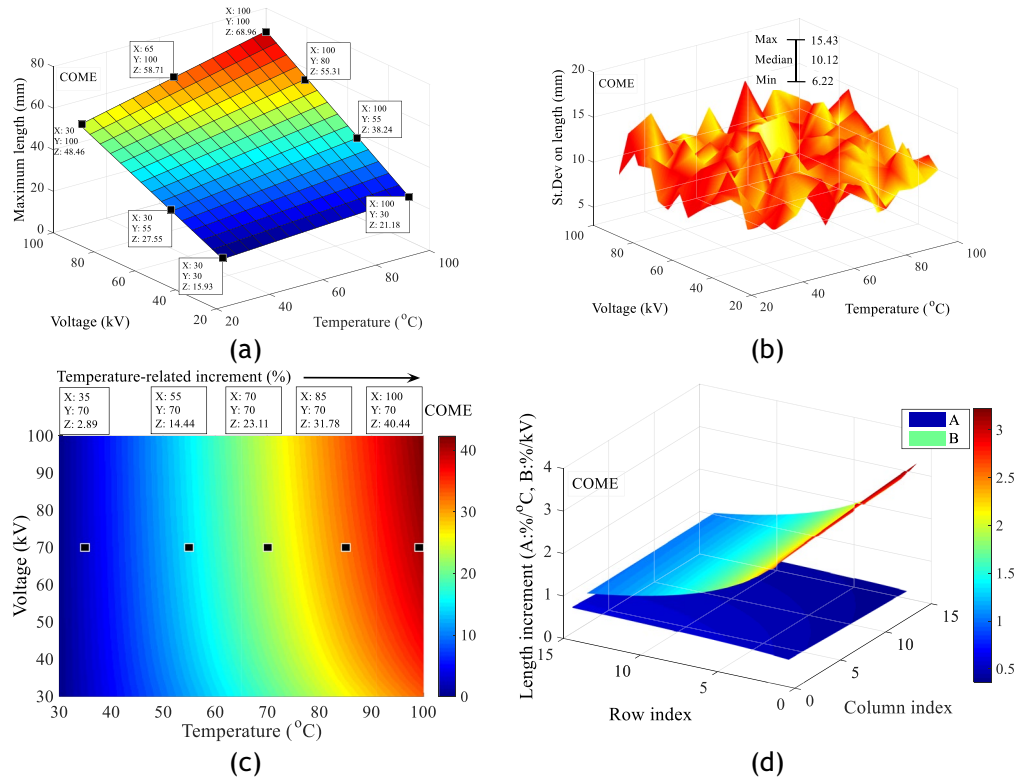 X: 100
Y: 100
Z: 68.96
X: 65
Y: 100
Z: 58.71
X: 100
Y: 80
Z: 55.31
X: 100
Y: 55
Z: 38.24
X: 30
Y: 100
Z: 48.46
X: 30
Y: 55
Z: 27.55
X: 100
Y: 30
Z: 21.18
X: 30
Y: 30
Z: 15.93
COME
Maximum length (mm)
80
60
40
20
0
100
80
60
40
20
Voltage (kV)
20
40
60
80
100
Temperature (°C)
(a)
Max 15.43
Median 10.12
Min 6.22
COME
St.Dev on length (mm)
20
15
10
5
100
80
60
40
20
Voltage (kV)
20
40
60
80
100
Temperature (°C)
(b)
Temperature-related increment (%)
X: 35
Y: 70
Z: 2.89
X: 55
Y: 70
Z: 14.44
X: 70
Y: 70
Z: 23.11
X: 85
Y: 70
Z: 31.78
X: 100
Y: 70
Z: 40.44
COME
Voltage (kV)
100
90
80
70
60
50
40
30
30 40 50 60 70 80 90 100
Temperature (°C)
40
30
20
10
0
(c)
A
B
COME
Length increment (A:%/°C, B:%/kV)
4
3
2
1
0
15
10
5
0
Row index
0
5
10
15
Column index
3
2.5
2
1.5
1
0.5
(d)